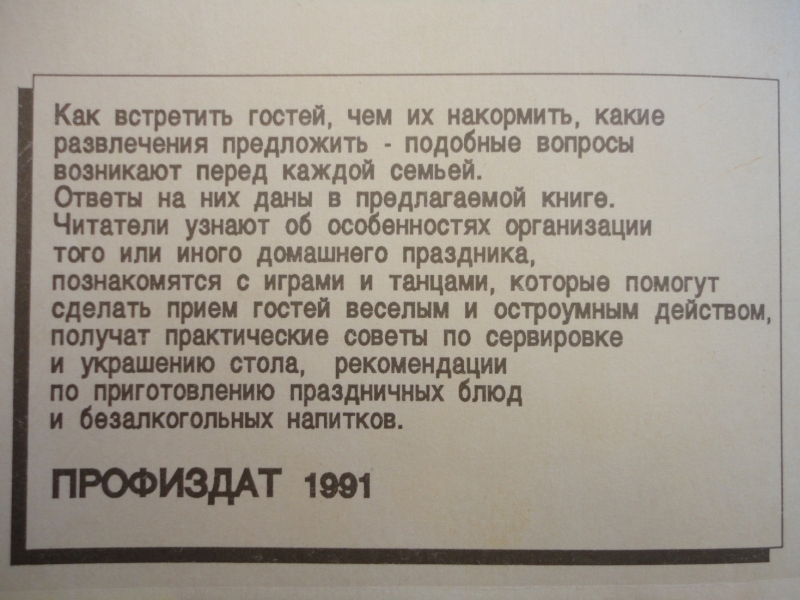 Как встретить гостей, чем их накормить, какие
развлечения предложить - подобные вопросы
возникают перед каждой семьей.
Ответы на них даны в предлагаемой книге.
Читатели узнают об особенностях организации
того или иного домашнего праздника,
познакомятся с играми и танцами, которые помогут
сделать прием гостей веселым и остроумным действом,
получат практические советы по сервировке
и украшению стола, рекомендации
по приготовлению праздничных блюд
и безалкогольных напитков.
ПРОФИЗДАТ 1991